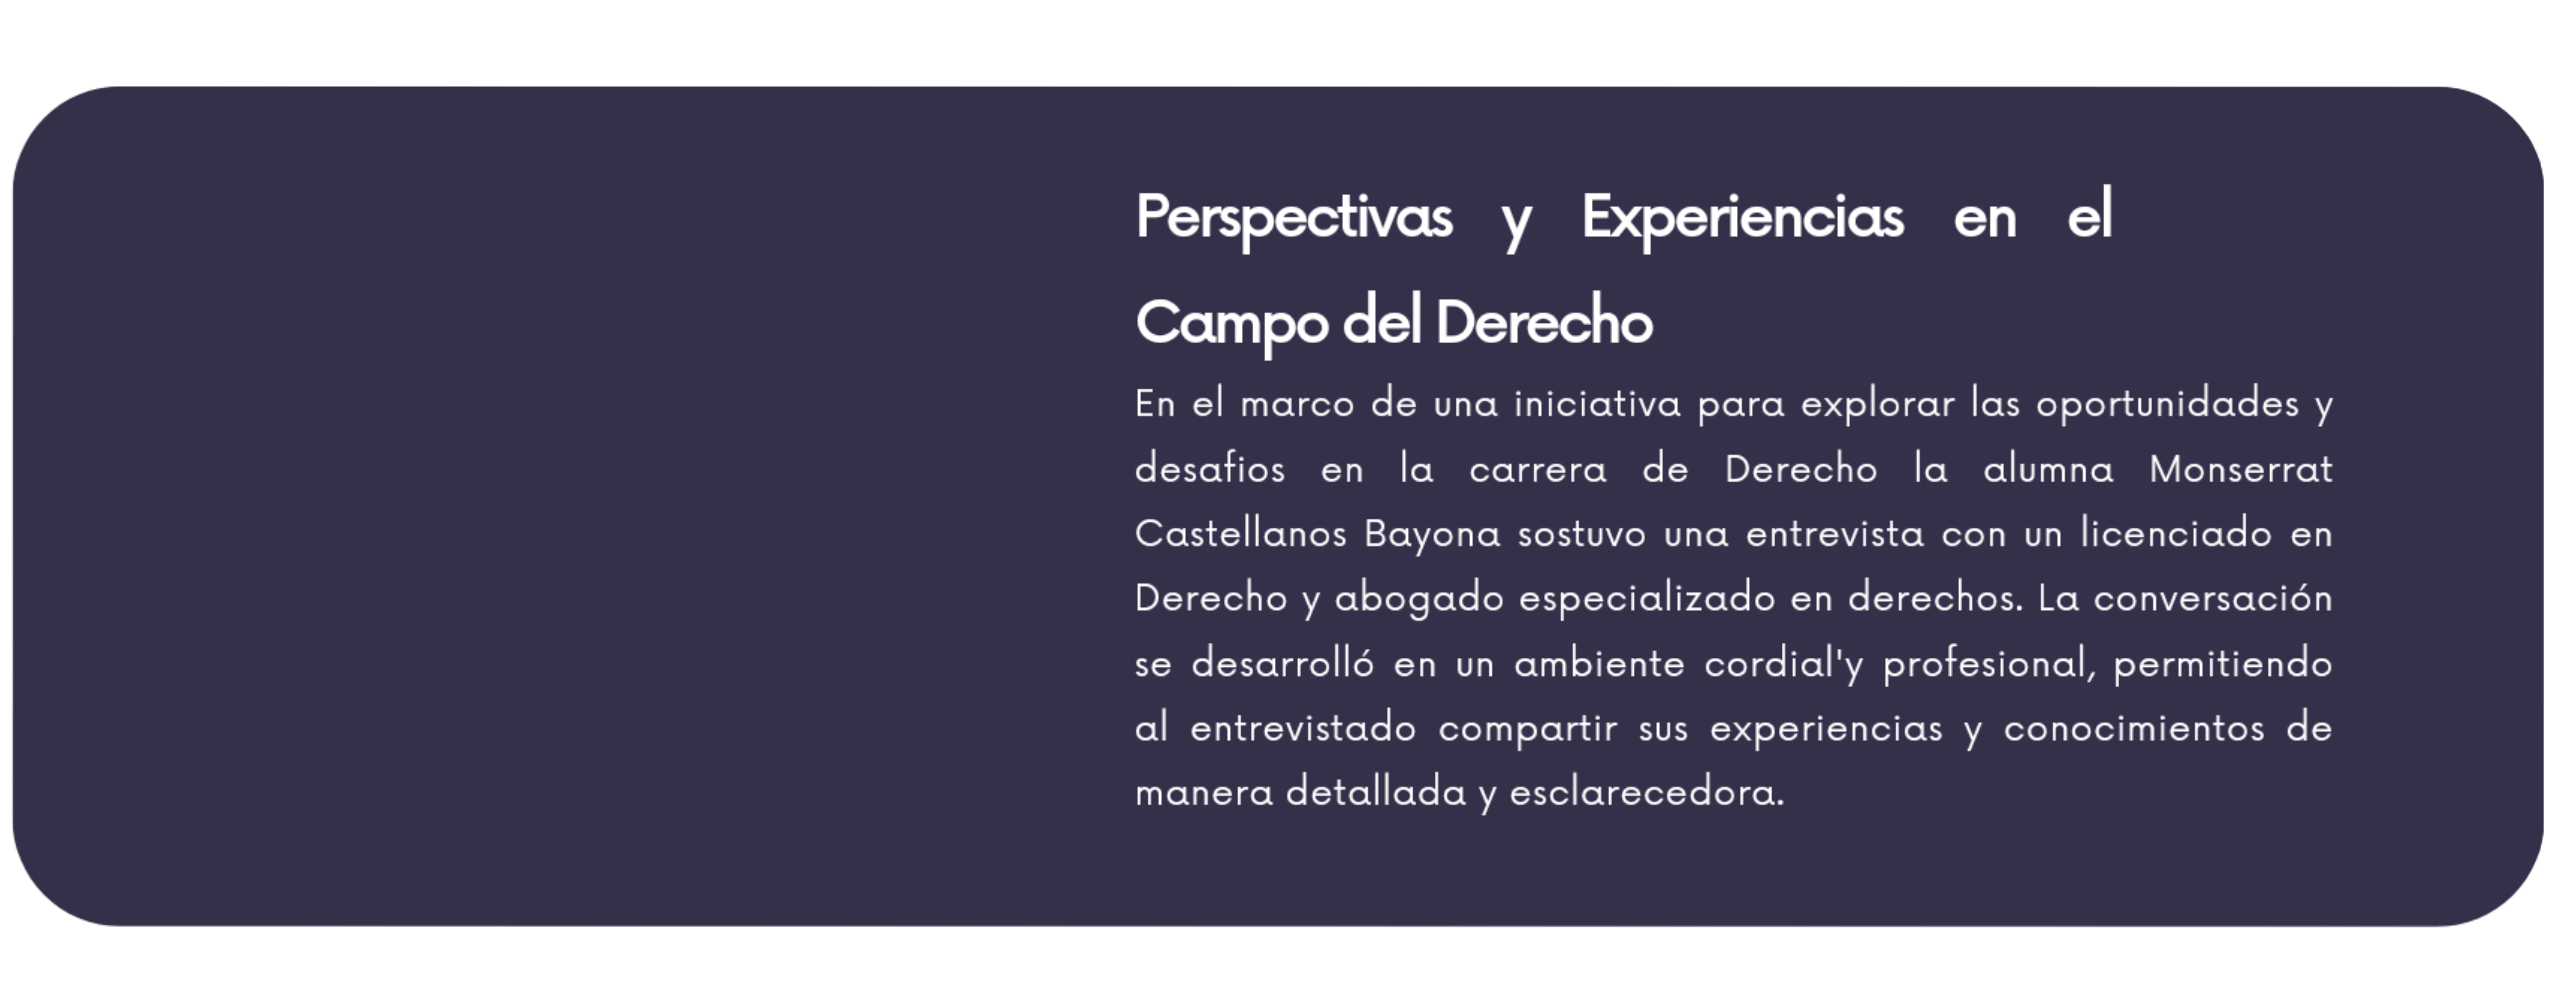 Perspectivas y Experiencias en el
Campo del Derecho
En el marco de una iniciativa para explorar las oportunidades y
desafios en la carrera de Derecho la alumna Monserrat
Castellanos Bayona sostuvo una entrevista con un licenciado en
Derecho y abogado especializado en derechos. La conversación
se desarrolló en un ambiente cordial'y profesional, permitiendo
al entrevistado compartir sus experiencias y conocimientos de
manera detallada y esclarecedora.